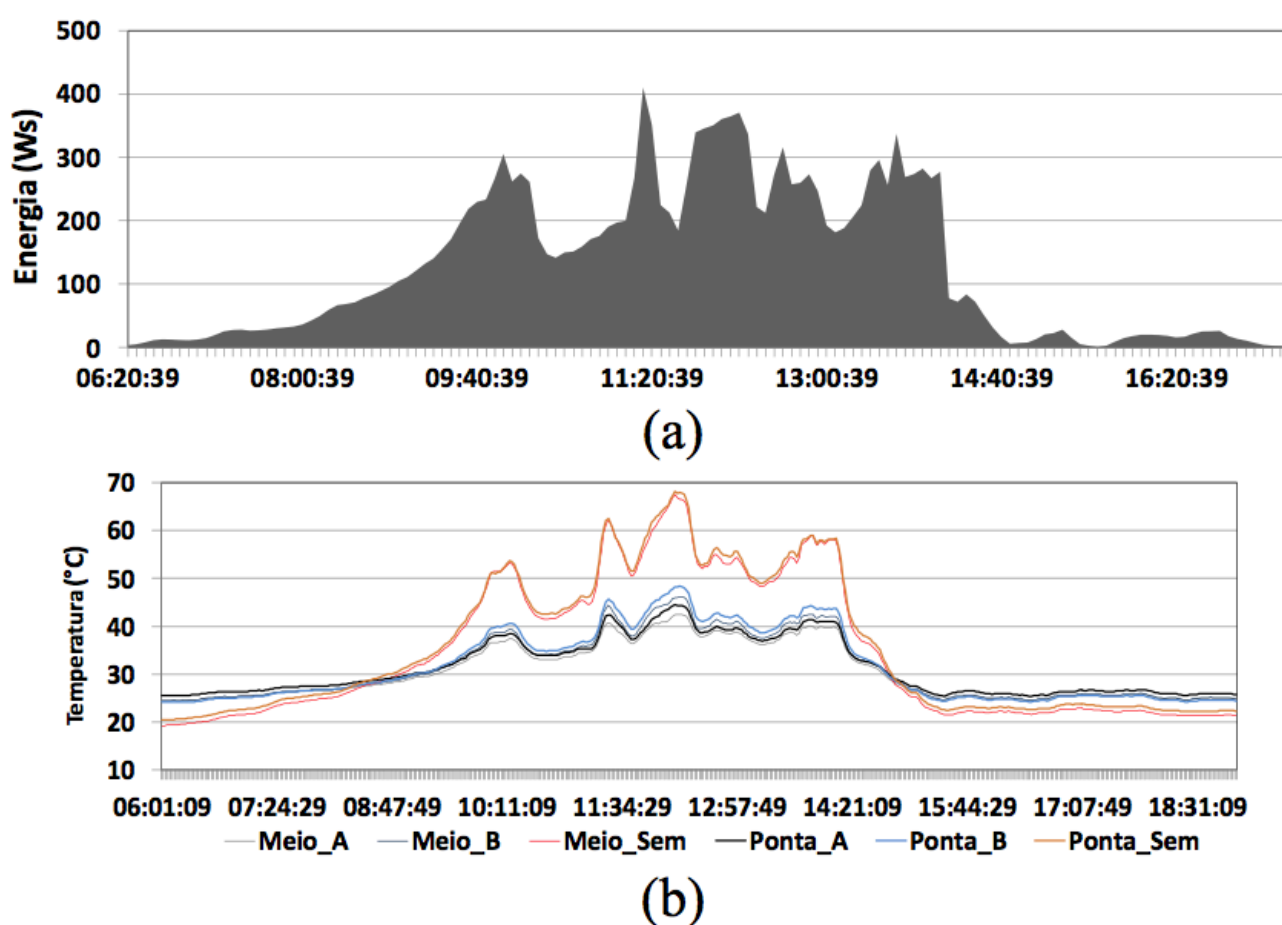 500
400
300
200
100
0
Energia (Ws)
06:20:39 08:00:39 09:40:39 11:20:39 13:00:39 14:40:39 16:20:39
(a)
70
60
50
40
30
20
10
Temperatura (°C)
06:01:09 07:24:29 08:47:49 10:11:09 11:34:29 12:57:49 14:21:09 15:44:29 17:07:49 18:31:09
Meio_A Meio_B Meio_Sem Ponta_A Ponta_B Ponta_Sem
(b)